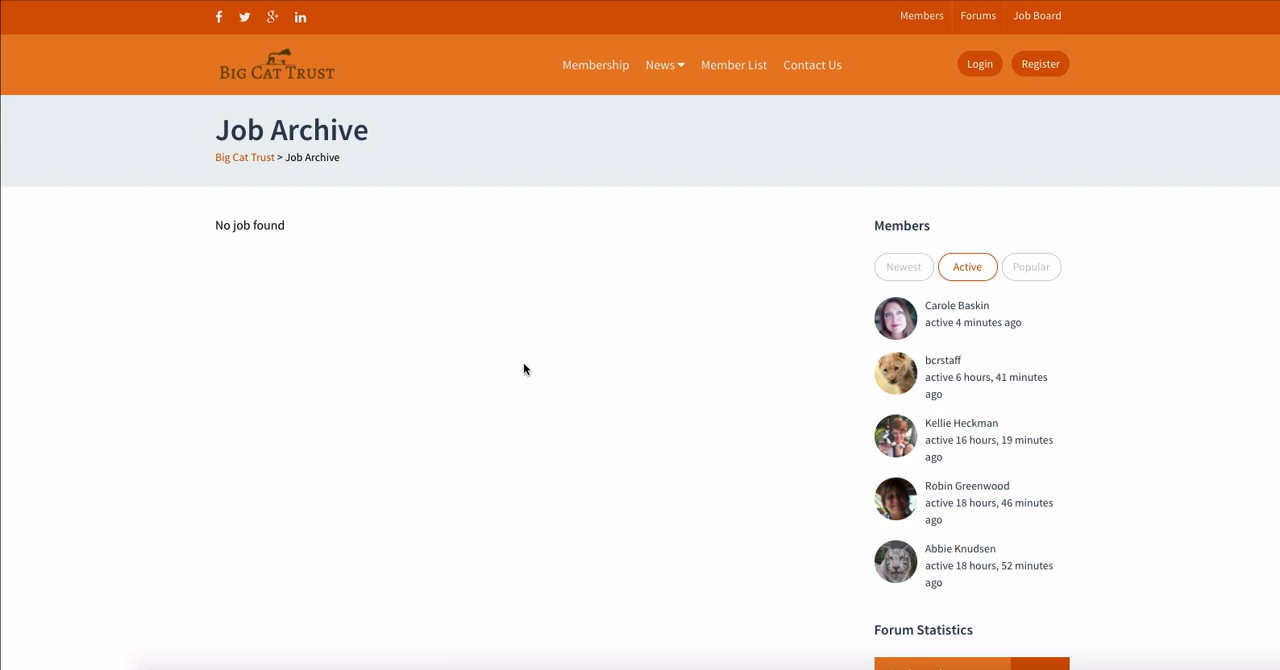 Members Forums Job Board
BIG CAT TRUST
Membership News Member List Contact Us
Login Register
Job Archive
Big Cat Trust > Job Archive
No job found
Members
Newest Active Popular
Carole Baskin
active 4 minutes ago
bcrstaff
active 6 hours, 41 minutes
ago
Kellie Heckman
active 16 hours, 19 minutes
ago
Robin Greenwood
active 18 hours, 46 minutes
ago
Abbie Knudsen
active 18 hours, 52 minutes
ago
Forum Statistics